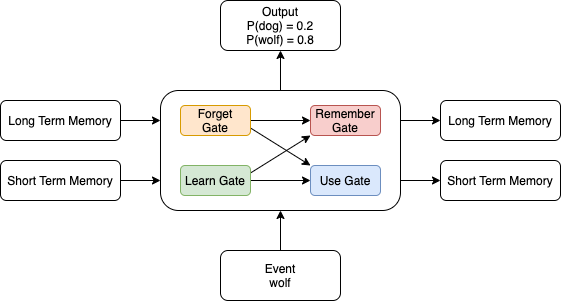 Output
P(dog) = 0.2
P(wolf) = 0.8
Long Term Memory
Forget
Gate
Remember
Gate
Long Term Memory
Short Term Memory
Learn Gate
Use Gate
Short Term Memory
Event
wolf